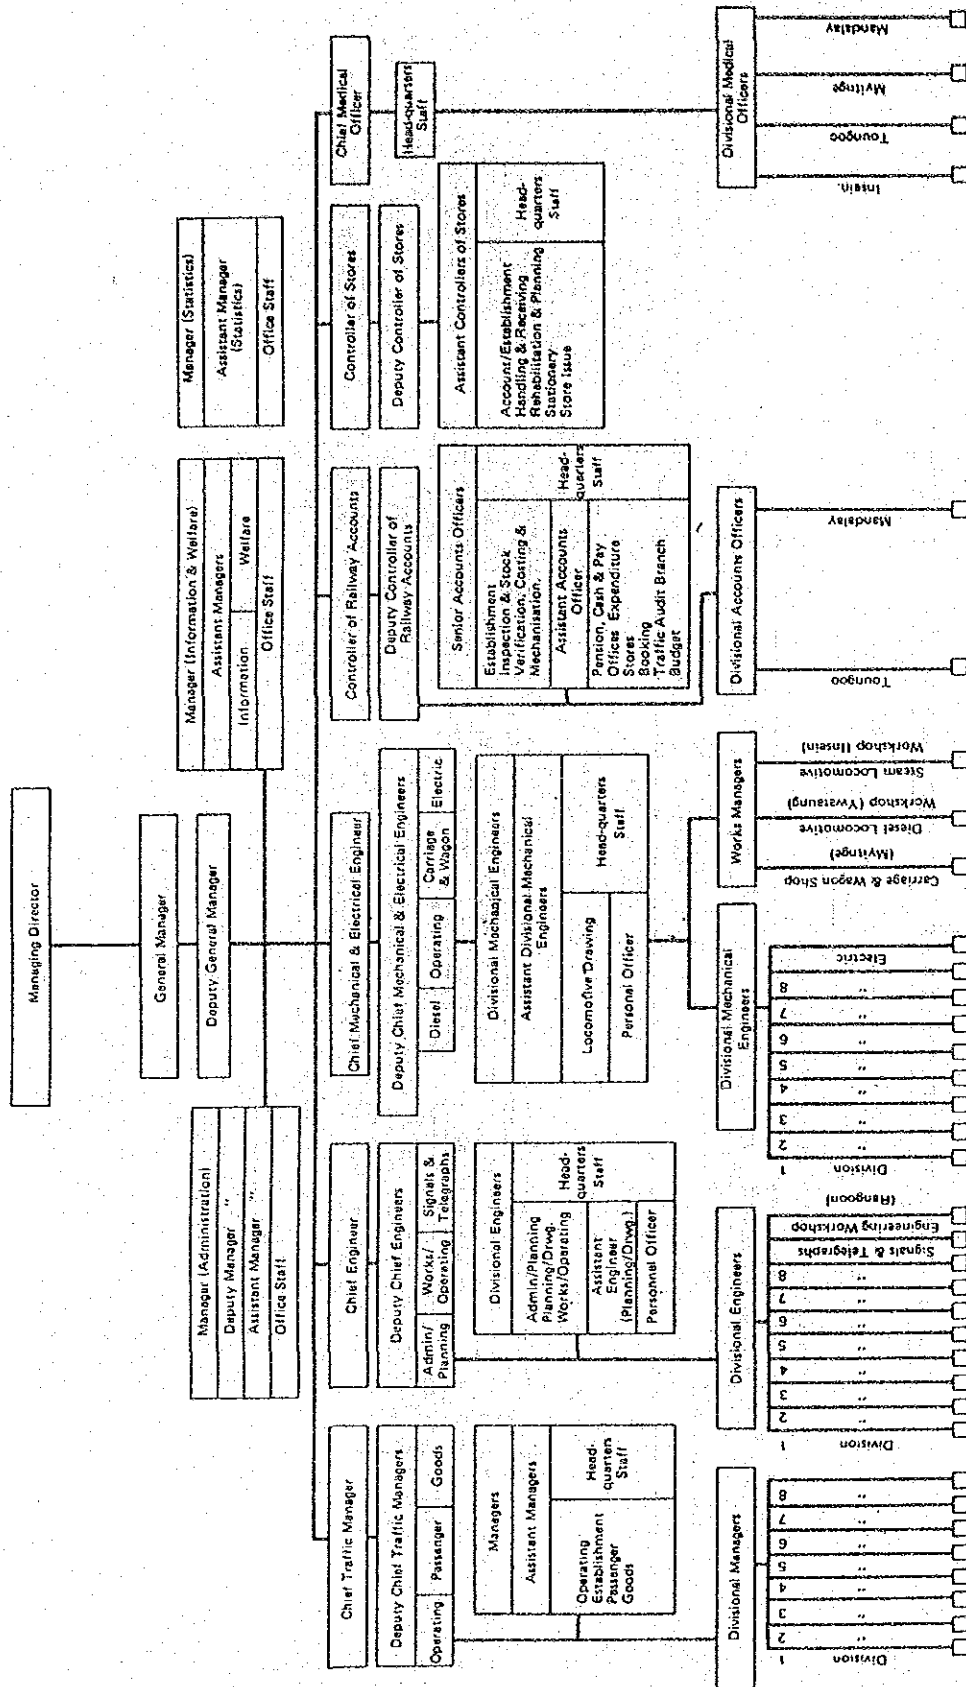 Managing Director
General Manager
Deputy General Manager
Manager (Administration)
Deputy Manager "
Assistant Manager "
Office Staff
Manager (Information & Welfare)
Assistant Managers
Information
Welfare
Office Staff
Manager (Statistics)
Assistant Manager
(Statistics)
Office Staff
Chief Traffic Manager
Deputy Chief Traffic Managers
Operating
Passenger
Goods
Managers
Assistant Managers
Operating
Establishment
Passenger
Goods
Head-
quarters
Staff
Divisional Managers
Division 1
" 2
" 3
" 4
" 5
" 6
" 7
" 8
Chief Engineer
Deputy Chief Engineers
Admin/
Planning
Works/
Operating
Signals &
Telegraphs
Divisional Engineers
Admin/Planning
Planning/Drwg.
Works/Operating
Assistant
Engineer
(Planning/Drwg.)
Personnel Officer
Head-
quarters
Staff
Divisional Engineers
Division 1
" 2
" 3
" 4
" 5
" 6
" 7
" 8
Signals & Telegraphs
Engineering Workshop
(Rangoon)
Chief Mechanical & Electrical Engineer
Deputy Chief Mechanical & Electrical Engineers
Diesel
Operating
Carriage
& Wagon
Electric
Divisional Mechanical Engineers
Assistant Divisional Mechanical
Engineers
Locomotive Drawing
Personal Officer
Head-quarters
Staff
Divisional Mechanical
Engineers
Division 1
" 2
" 3
" 4
" 5
" 6
" 7
" 8
Electric
Works Managers
Carriage & Wagon Shop
(Myitnge)
Diesel Locomotive
Workshop (Ywataung)
Steam Locomotive
Workshop (Insein)
Controller of Railway Accounts
Deputy Controller of
Railway Accounts
Senior Accounts Officers
Establishment
Inspection & Stock
Verification, Costing &
Mechanisation.
Assistant Accounts
Officer
Pension, Cash & Pay
Offices Expenditure
Stores
Booking
Traffic Audit Branch
Budget
Head-
quarters
Staff
Divisional Accounts Officers
Toungoo
Mandalay
Controller of Stores
Deputy Controller of Stores
Assistant Controllers of Stores
Account/Establishment
Handling & Receiving
Rehabilitation & Planning
Stationery
Store Issue
Head-
quarters
Staff
Chief Medical
Officer
Head-quarters
Staff
Divisional Medical
Officers
Insein.
Toungoo
Myitnge
Mandalay